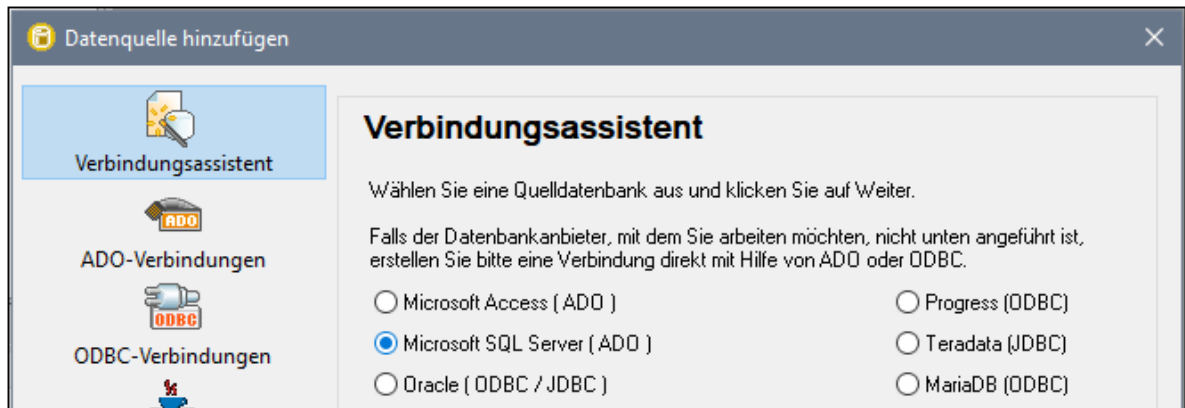 Datenquelle hinzufügen
Verbindungsassistent
ADO
ADO-Verbindungen
ODBC
ODBC-Verbindungen
Verbindungsassistent
Wählen Sie eine Quelldatenbank aus und klicken Sie auf Weiter.
Falls der Datenbankanbieter, mit dem Sie arbeiten möchten, nicht unten angeführt ist,
erstellen Sie bitte eine Verbindung direkt mit Hilfe von ADO oder ODBC.
Microsoft Access ( ADO )
Microsoft SQL Server ( ADO )
Oracle ( ODBC / JDBC )
Progress (ODBC)
Teradata (JDBC)
MariaDB (ODBC)